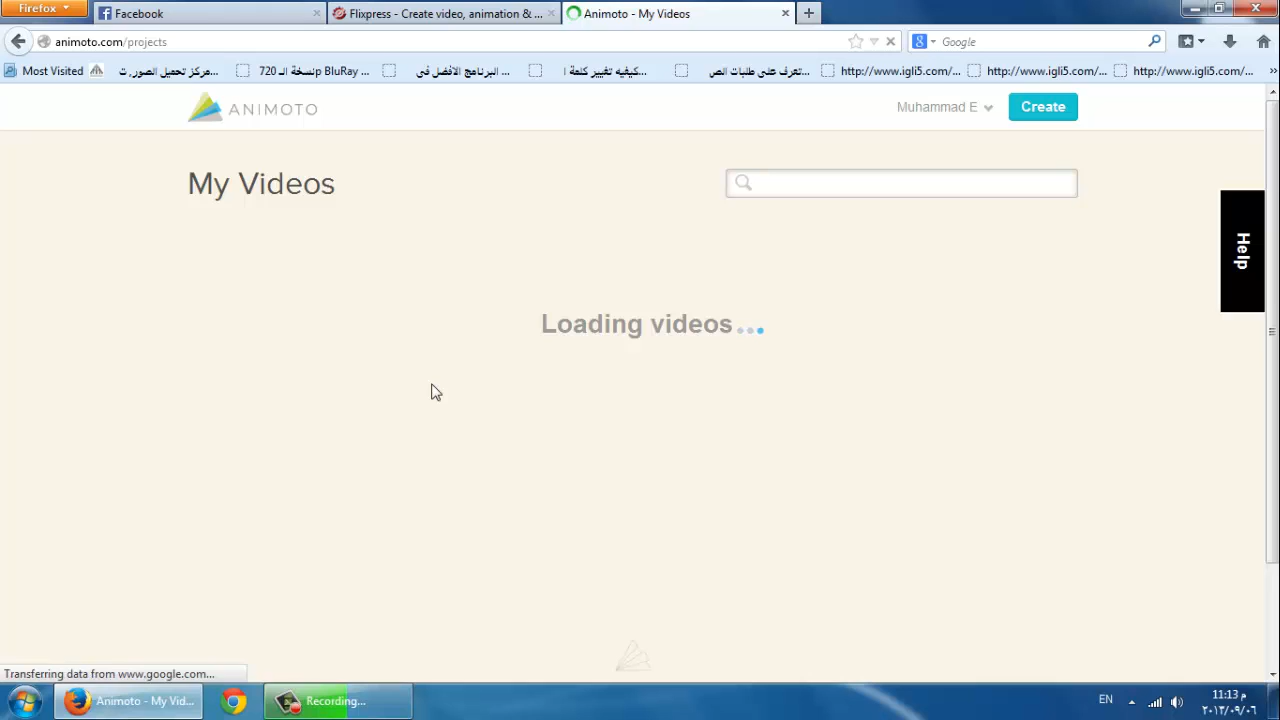 Firefox
Facebook
Flixpress - Create video, animation & ...
Animoto - My Videos
animoto.com/projects
Google
Most Visited
مركز تحميل الصور, ت...
نسخة الـ 720p BluRay ...
البرنامج الافضل فى ...
كيفيه تغيير كلمة ا...
تعرف على طلبات الص...
http://www.igli5.com/...
http://www.igli5.com/...
http://www.igli5.com/...
ANIMOTO
Muhammad E
Create
My Videos
Help
Loading videos...
Transferring data from www.google.com...
Animoto - My Vid...
Recording...
EN
11:13 م
٢٠١٣/٠٩/٠٦